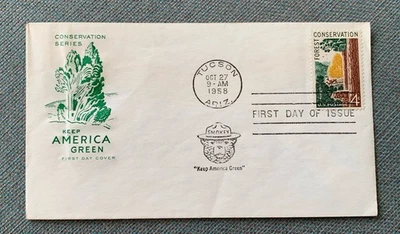 CONSERVATION
SERIES
KEEP
AMERICA
GREEN
FIRST DAY COVER
TUCSON
OCT 27
9-AM
1958
ARIZ.
FOREST CONSERVATION
U.S. POSTAGE
4¢
FIRST DAY OF ISSUE
SMOKEY
"Keep America Green"